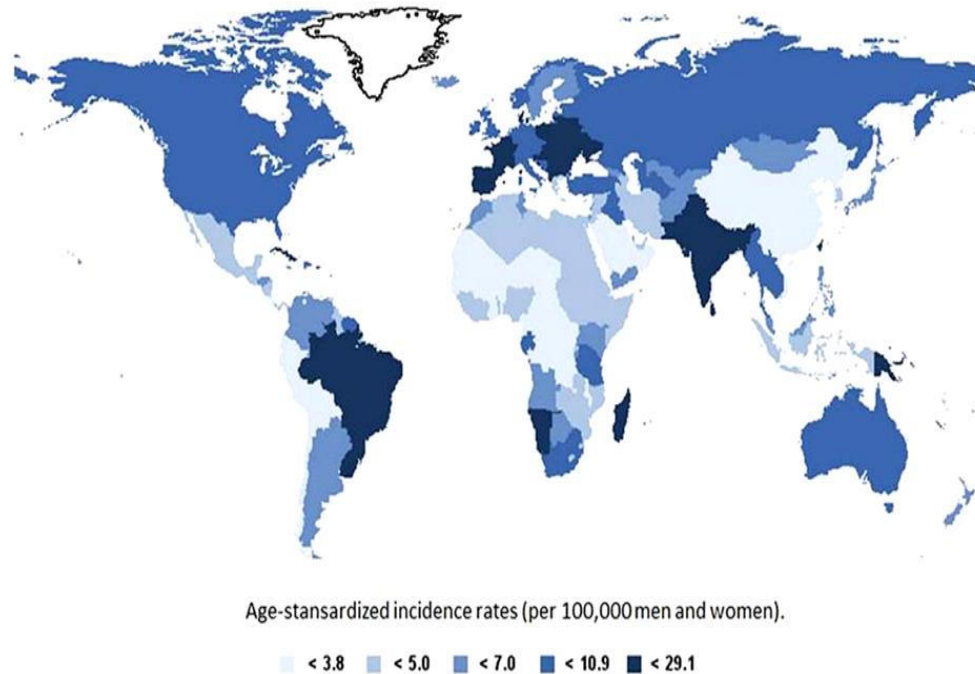 Age-stansardized incidence rates (per 100,000 men and women).
< 3.8 < 5.0 < 7.0 < 10.9 < 29.1